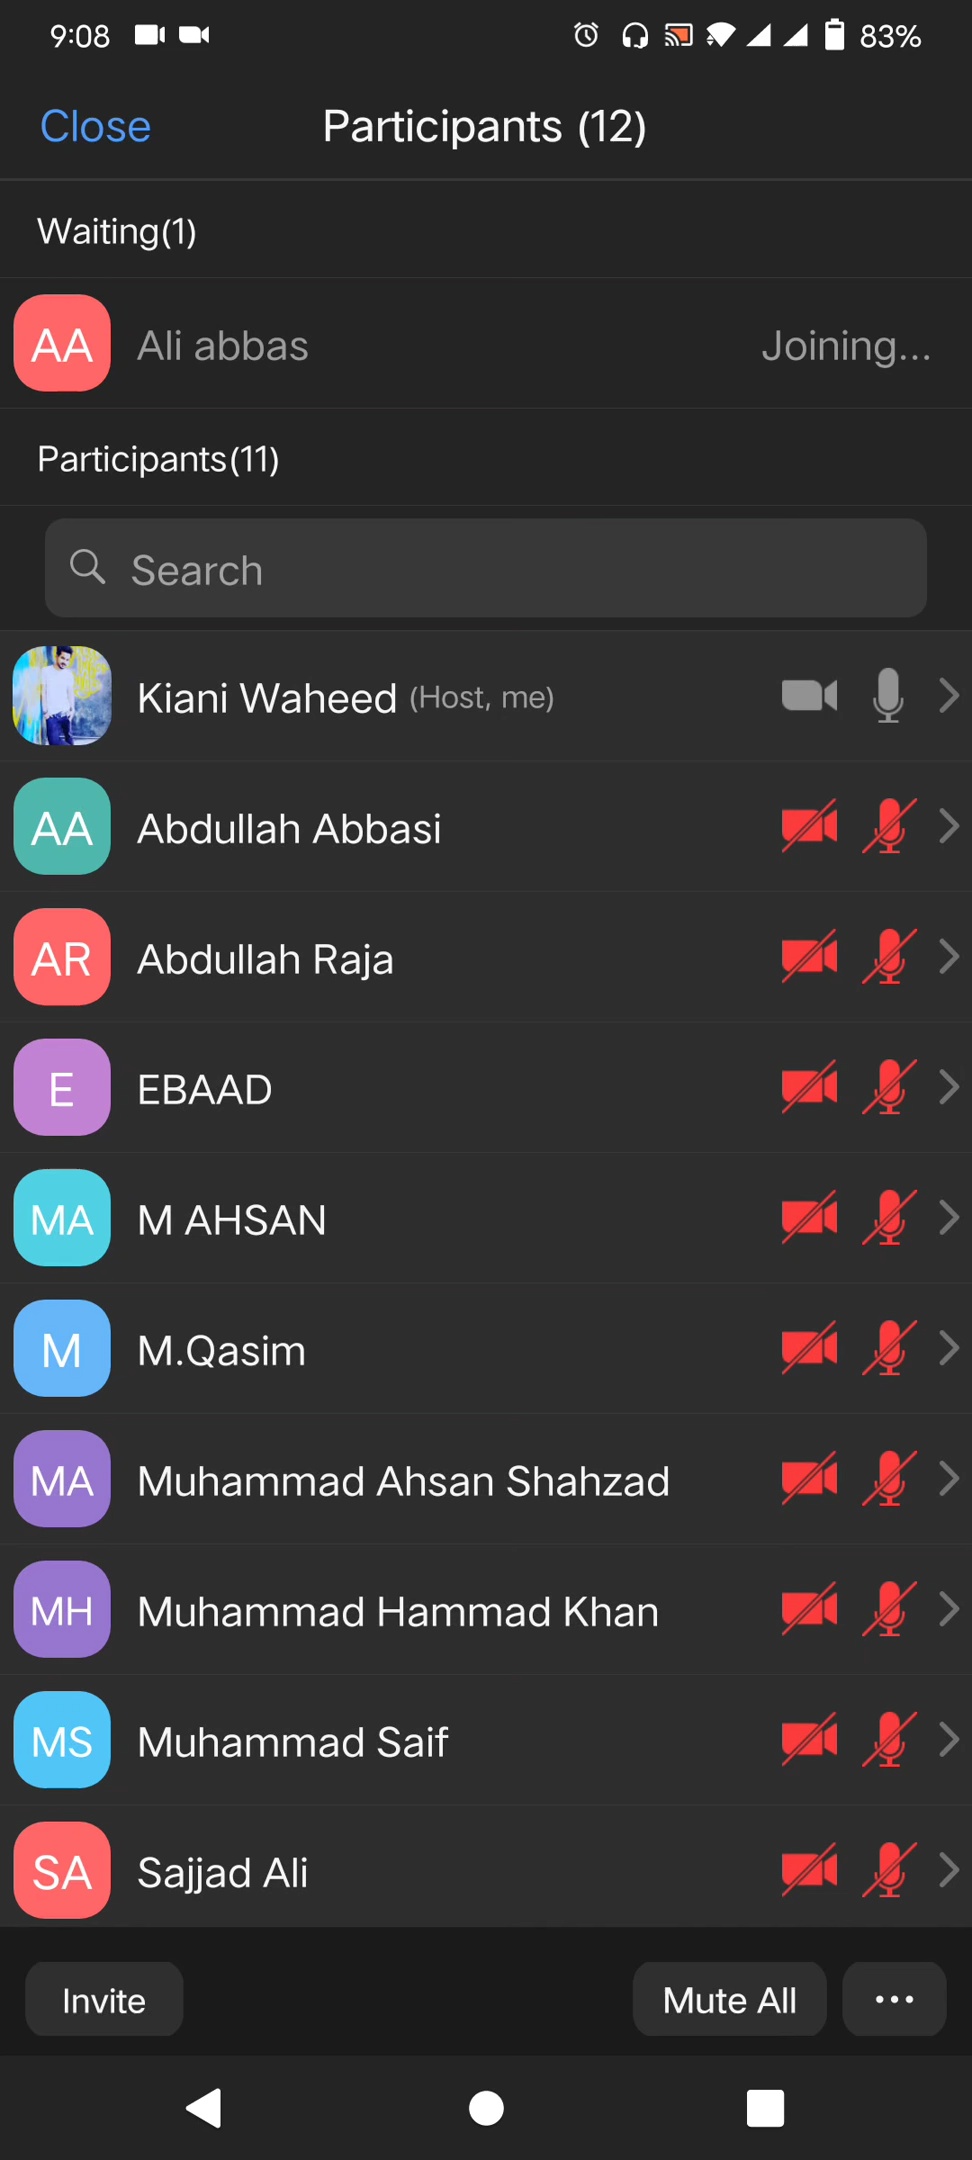 9:08 83%
Close Participants (12)
Waiting(1)
AA Ali abbas Joining...
Participants(11)
Search
Kiani Waheed (Host, me)
AA Abdullah Abbasi
AR Abdullah Raja
E EBAAD
MA M AHSAN
M M.Qasim
MA Muhammad Ahsan Shahzad
MH Muhammad Hammad Khan
MS Muhammad Saif
SA Sajjad Ali
Invite Mute All ...